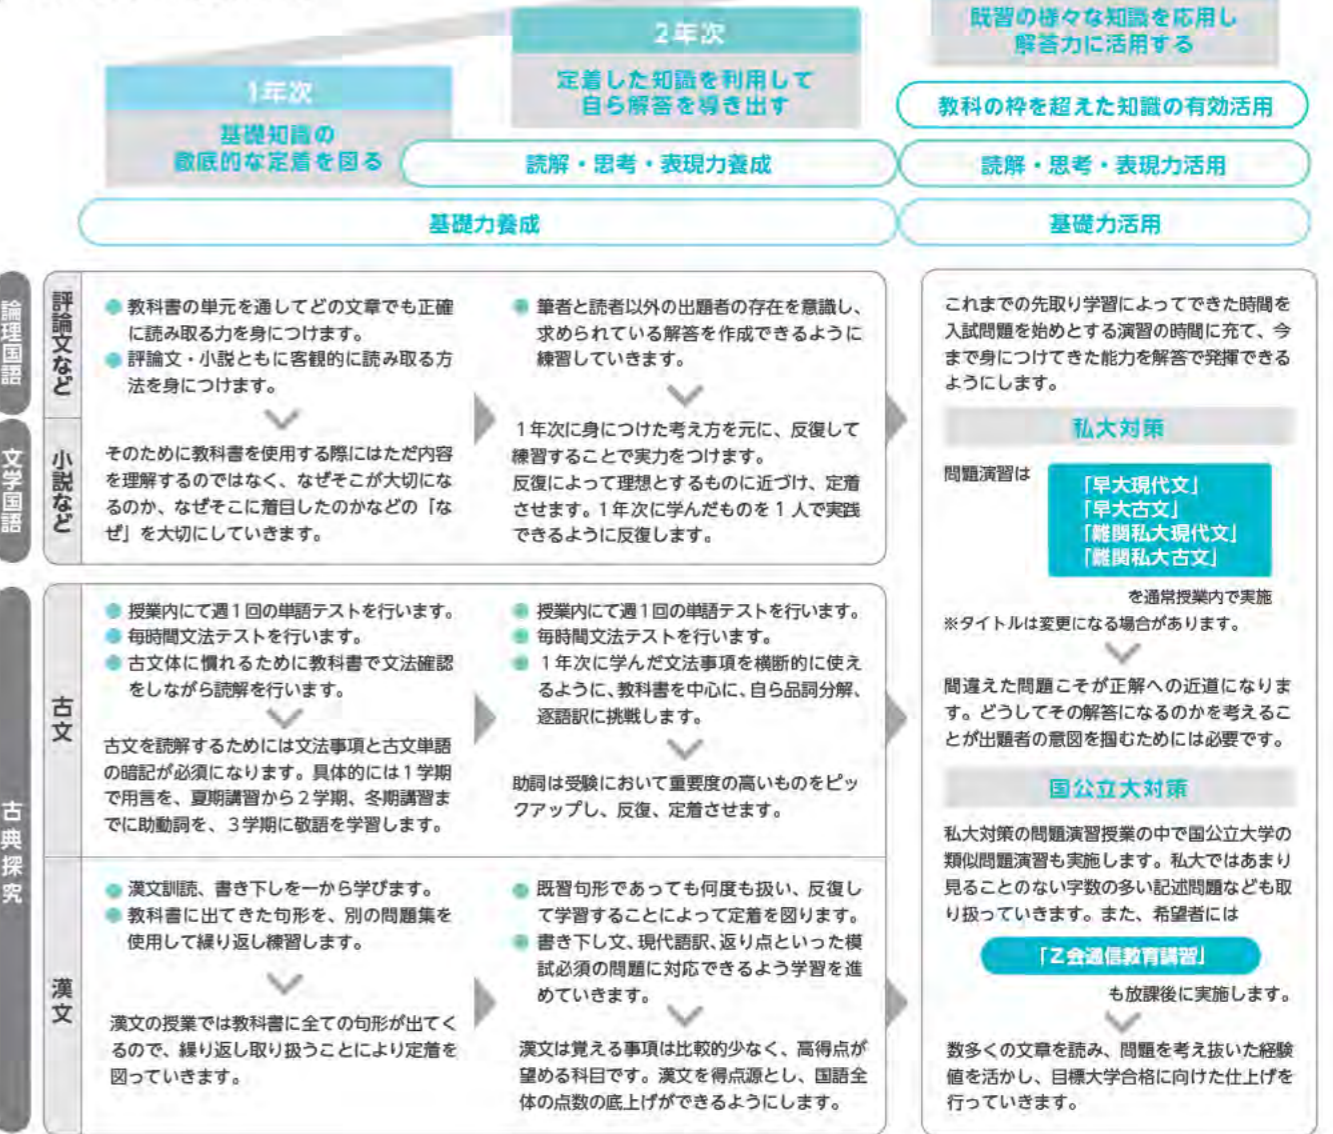 既習の様々な知識を応用し
解答力に活用する
2年次
定着した知識を利用して
自ら解答を導き出す
1年次
基礎知識の
徹底的な定着を図る
教科の枠を超えた知識の有効活用
読解・思考・表現力養成
読解・思考・表現力活用
基礎力養成
基礎力活用
論理国語
文学国語
評論文など
小説など
教科書の単元を通してどの文章でも正確
に読み取る力を身につけます。
評論文・小説ともに客観的に読み取る方
法を身につけます。
そのために教科書を使用する際にはただ内容
を理解するのではなく、なぜそこが大切にな
るのか、なぜそこに着目したのかなどの「な
ぜ」を大切にしていきます。
筆者と読者以外の出題者の存在を意識し、
求められている解答を作成できるように
練習していきます。
1年次に身につけた考え方を元に、反復して
練習することで実力をつけます。
反復によって理想とするものに近づけ、定着
させます。1年次に学んだものを1人で実践
できるように反復します。
古典探究
古文
授業内にて週1回の単語テストを行います。
毎時間文法テストを行います。
古文体に慣れるために教科書で文法確認
をしながら読解を行います。
古文を読解するためには文法事項と古文単語
の暗記が必須になります。具体的には1学期
で用言を、夏期講習から2学期、冬期講習ま
でに助動詞を、3学期に敬語を学習します。
授業内にて週1回の単語テストを行います。
毎時間文法テストを行います。
1年次に学んだ文法事項を横断的に使え
るように、教科書を中心に、自ら品詞分解、
逐語訳に挑戦します。
助詞は受験において重要度の高いものをピッ
クアップし、反復、定着させます。
漢文
漢文訓読、書き下しを一から学びます。
教科書に出てきた句形を、別の問題集を
使用して繰り返し練習します。
漢文の授業では教科書に全ての句形が出てく
るので、繰り返し取り扱うことにより定着を
図っていきます。
既習句形であっても何度も扱い、反復し
て学習することによって定着を図ります。
書き下し文、現代語訳、返り点といった模
試必須の問題に対応できるよう学習を進
めていきます。
漢文は覚える事項は比較的少なく、高得点が
望める科目です。漢文を得点源とし、国語全
体の点数の底上げができるようにします。
これまでの先取り学習によってできた時間を
入試問題を始めとする演習の時間に充て、今
まで身につけてきた能力を解答で発揮できる
ようにします。
私大対策
問題演習は
「早大現代文」
「早大古文」
「難関私大現代文」
「難関私大古文」
を通常授業内で実施
※タイトルは変更になる場合があります。
間違えた問題こそが正解への近道になりま
す。どうしてその解答になるのかを考えるこ
とが出題者の意図を掴むためには必要です。
国公立大対策
私大対策の問題演習授業の中で国公立大学の
類似問題演習も実施します。私大ではあまり
見ることのない字数の多い記述問題なども取
り扱っていきます。また、希望者には
「Z会通信教育講習」
も放課後に実施します。
数多くの文章を読み、問題を考え抜いた経験
値を活かし、目標大学合格に向けた仕上げを
行っていきます。